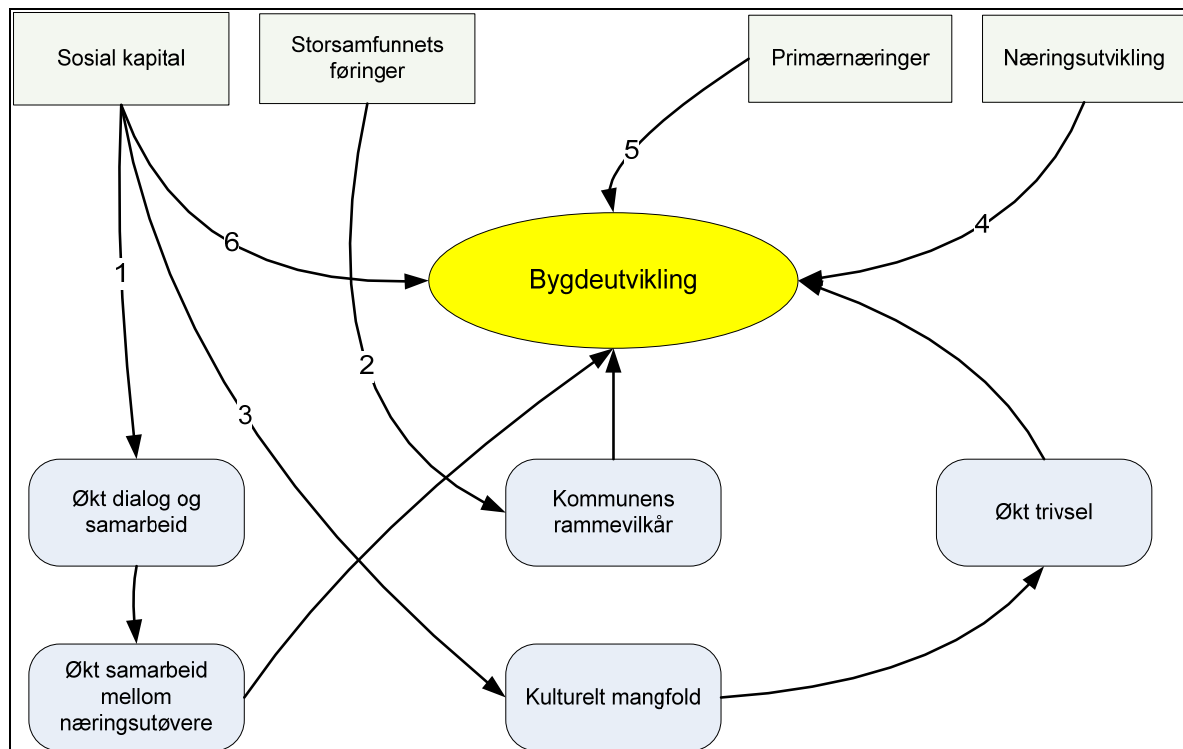 Sosial kapital
Storsamfunnets
føringer
Primærnæringer
Næringsutvikling
5
4
6
Bygdeutvikling
1
2
3
Økt dialog og
samarbeid
Kommunens
rammevilkår
Økt trivsel
Økt samarbeid
mellom
næringsutøvere
Kulturelt mangfold